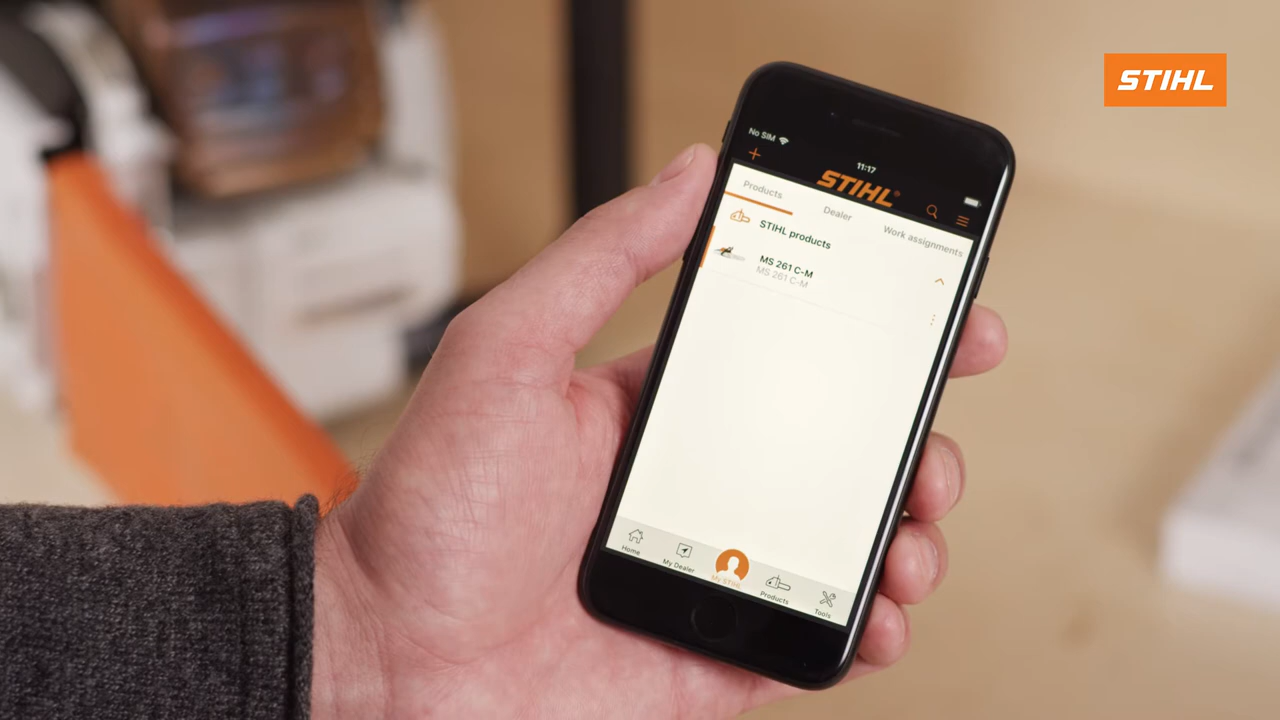 STIHL
No SIM
11:17
STIHL®
Products
Dealer
Work assignments
STIHL products
MS 261 C-M
MS 261 C-M
Home
My Dealer
My STIHL
Products
Tools